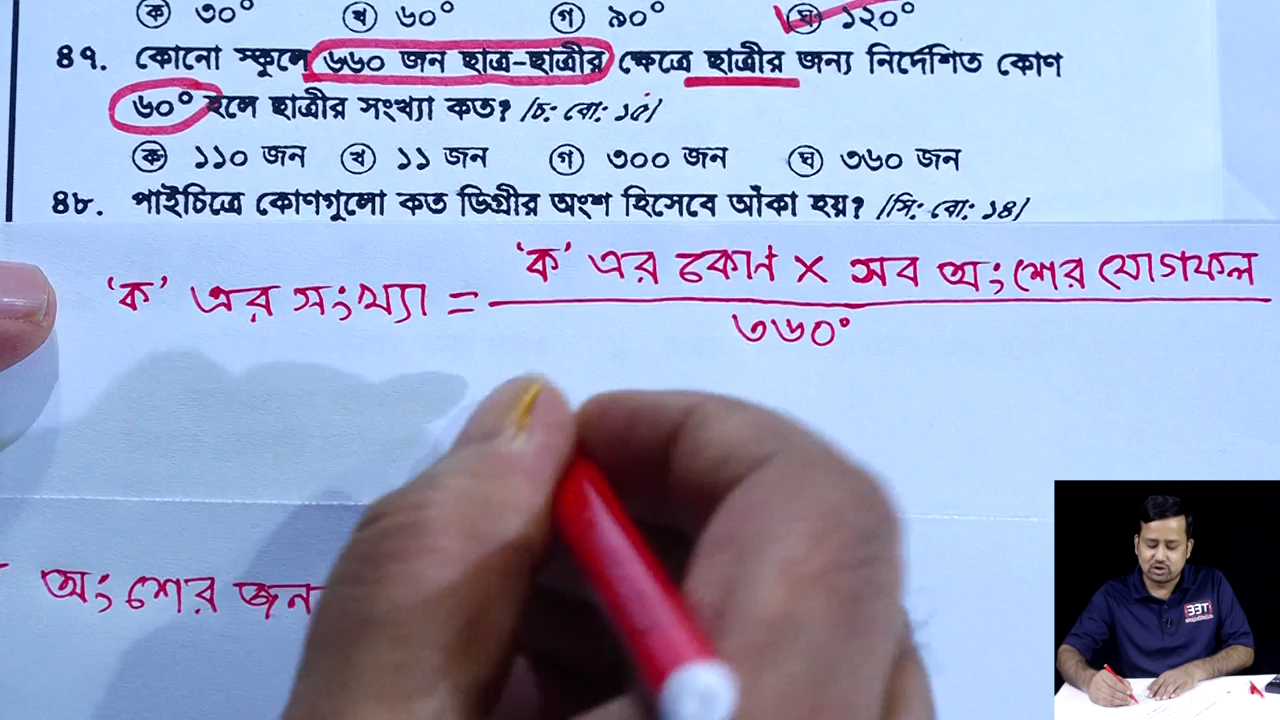 ক ৩০° খ ৬০° গ ৯০° ঘ ১২০°
৪৭. কোনো স্কুলে ৬৬০ জন ছাত্র-ছাত্রীর ক্ষেত্রে ছাত্রীর জন্য নির্দেশিত কোণ
৬০° হলে ছাত্রীর সংখ্যা কত? [চ: বো: ১৫]
ক ১১০ জন খ ১১ জন গ ৩০০ জন ঘ ৩৬০ জন
৪৮. পাইচিত্রে কোণগুলো কত ডিগ্রীর অংশ হিসেবে আঁকা হয়? [সি: বো: ১৪]
'ক' এর কোণ × সব অংশের যোগফল
'ক' এর সংখ্যা =
৩৬০°
অংশের জন